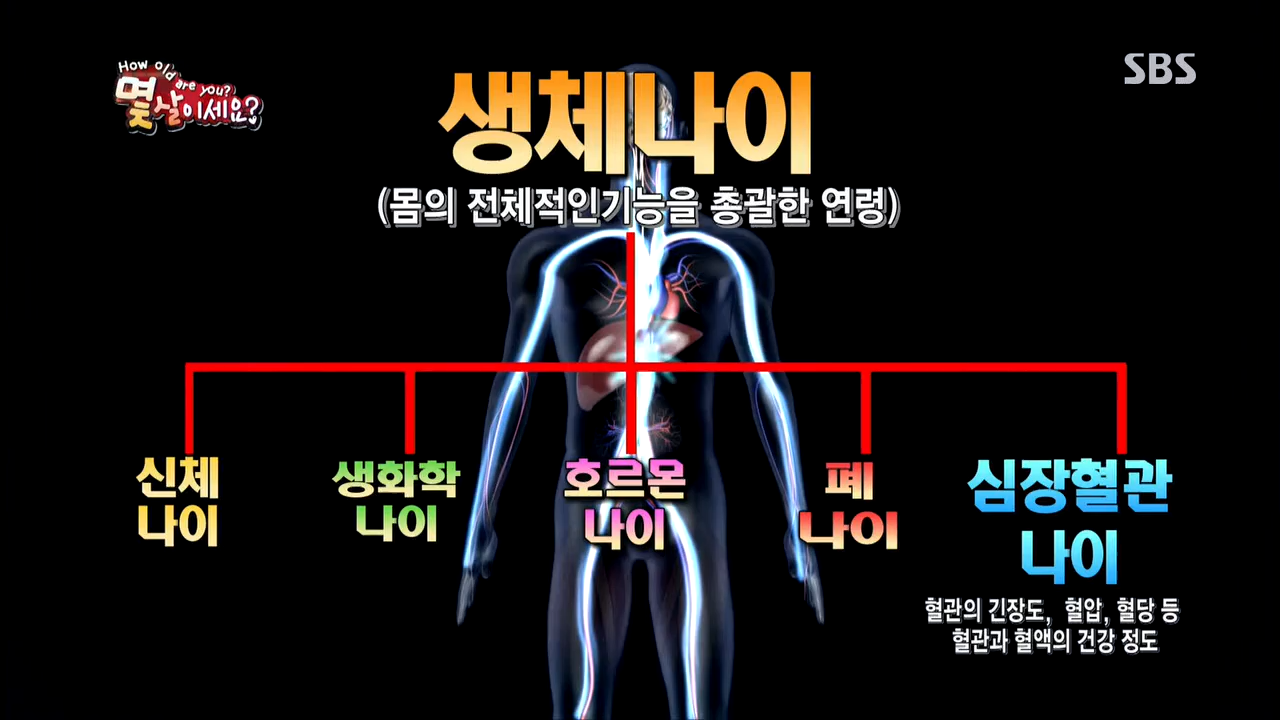 How old are you?
몇살이세요?
SBS
생체나이
(몸의 전체적인기능을 총괄한 연령)
신체
나이
생화학
나이
호르몬
나이
폐
나이
심장혈관
나이
혈관의 긴장도, 혈압, 혈당 등
혈관과 혈액의 건강 정도